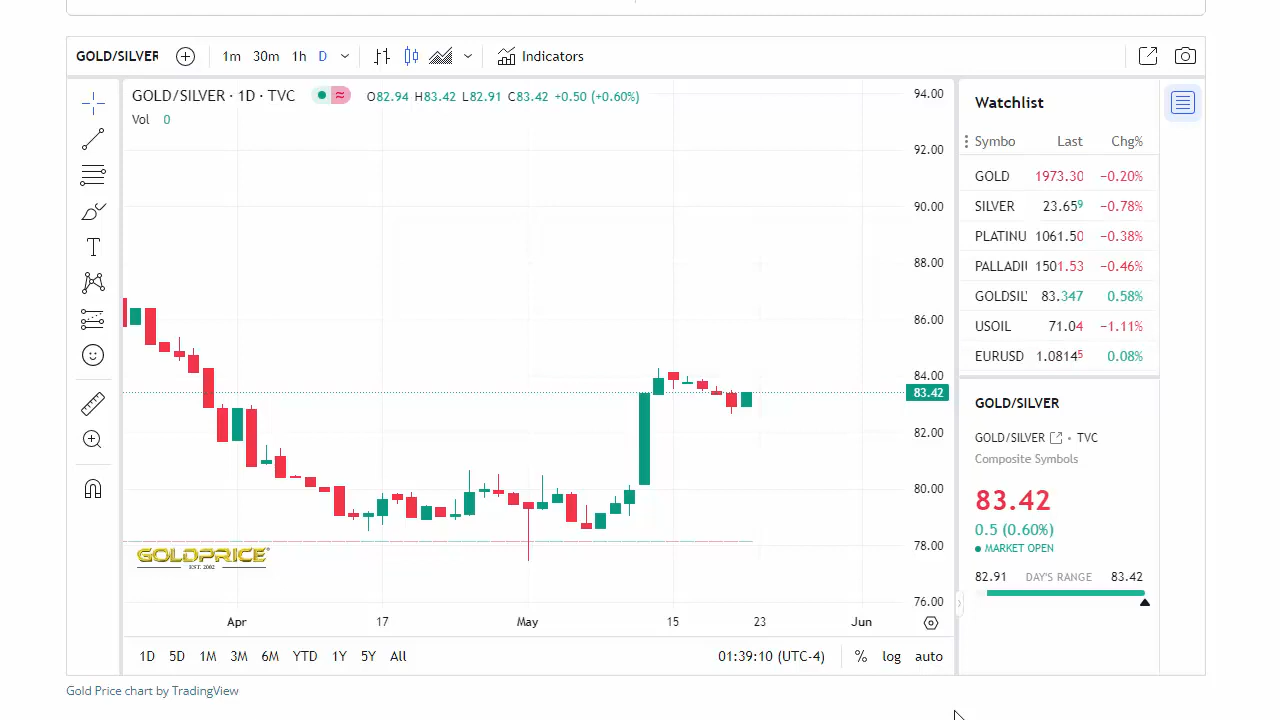 GOLD/SILVER 1m 30m 1h D Indicators
GOLD/SILVER · 1D · TVC O82.94 H83.42 L82.91 C83.42 +0.50 (+0.60%)
Vol 0
94.00
92.00
90.00
88.00
86.00
84.00
83.42
82.00
80.00
78.00
76.00
GOLDPRICE®
EST. 2002
Apr 17 May 15 23 Jun
1D 5D 1M 3M 6M YTD 1Y 5Y All 01:39:10 (UTC-4) % log auto
Watchlist
Symbo Last Chg%
GOLD 1973.30 −0.20%
SILVER 23.659 −0.78%
PLATINU 1061.50 −0.38%
PALLADIU 1501.53 −0.46%
GOLDSIL 83.347 0.58%
USOIL 71.04 −1.11%
EURUSD 1.08145 0.08%
GOLD/SILVER
GOLD/SILVER • TVC
Composite Symbols
83.42
0.5 (0.60%)
MARKET OPEN
82.91 DAY'S RANGE 83.42
Gold Price chart by TradingView